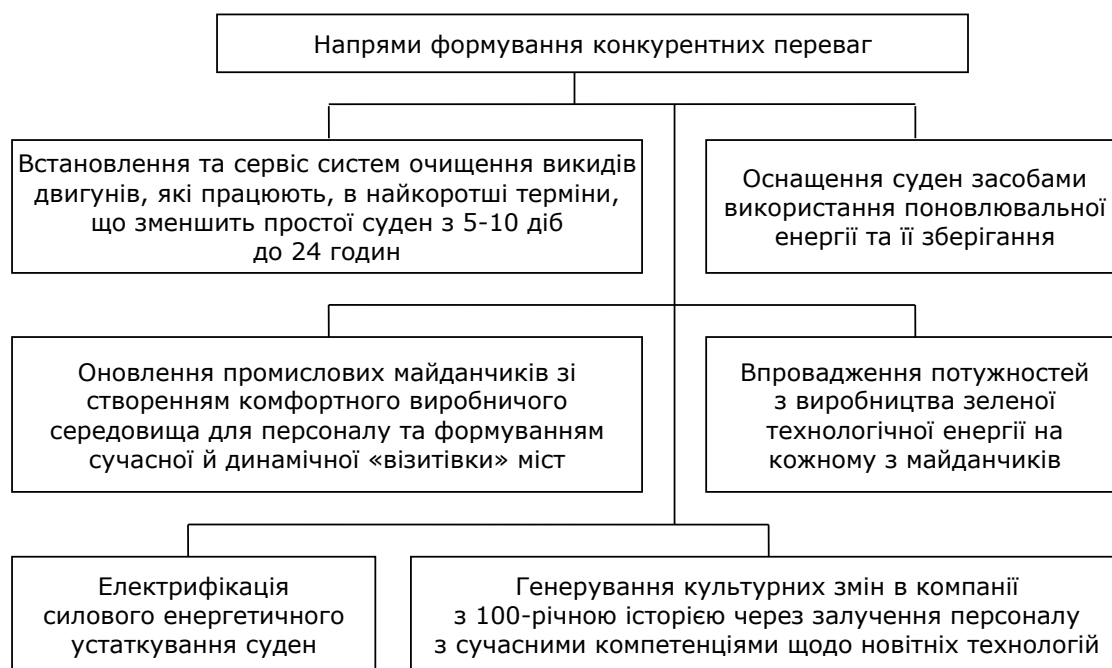 Напрями формування конкурентних переваг
Встановлення та сервіс систем очищення викидів
двигунів, які працюють, в найкоротші терміни,
що зменшить простої суден з 5-10 діб
до 24 годин
Оснащення суден засобами
використання поновлювальної
енергії та її зберігання
Оновлення промислових майданчиків зі
створенням комфортного виробничого
середовища для персоналу та формуванням
сучасної й динамічної «візитівки» міст
Впровадження потужностей
з виробництва зеленої
технологічної енергії на
кожному з майданчиків
Електрифікація
силового енергетичного
устаткування суден
Генерування культурних змін в компанії
з 100-річною історією через залучення персоналу
з сучасними компетенціями щодо новітніх технологій